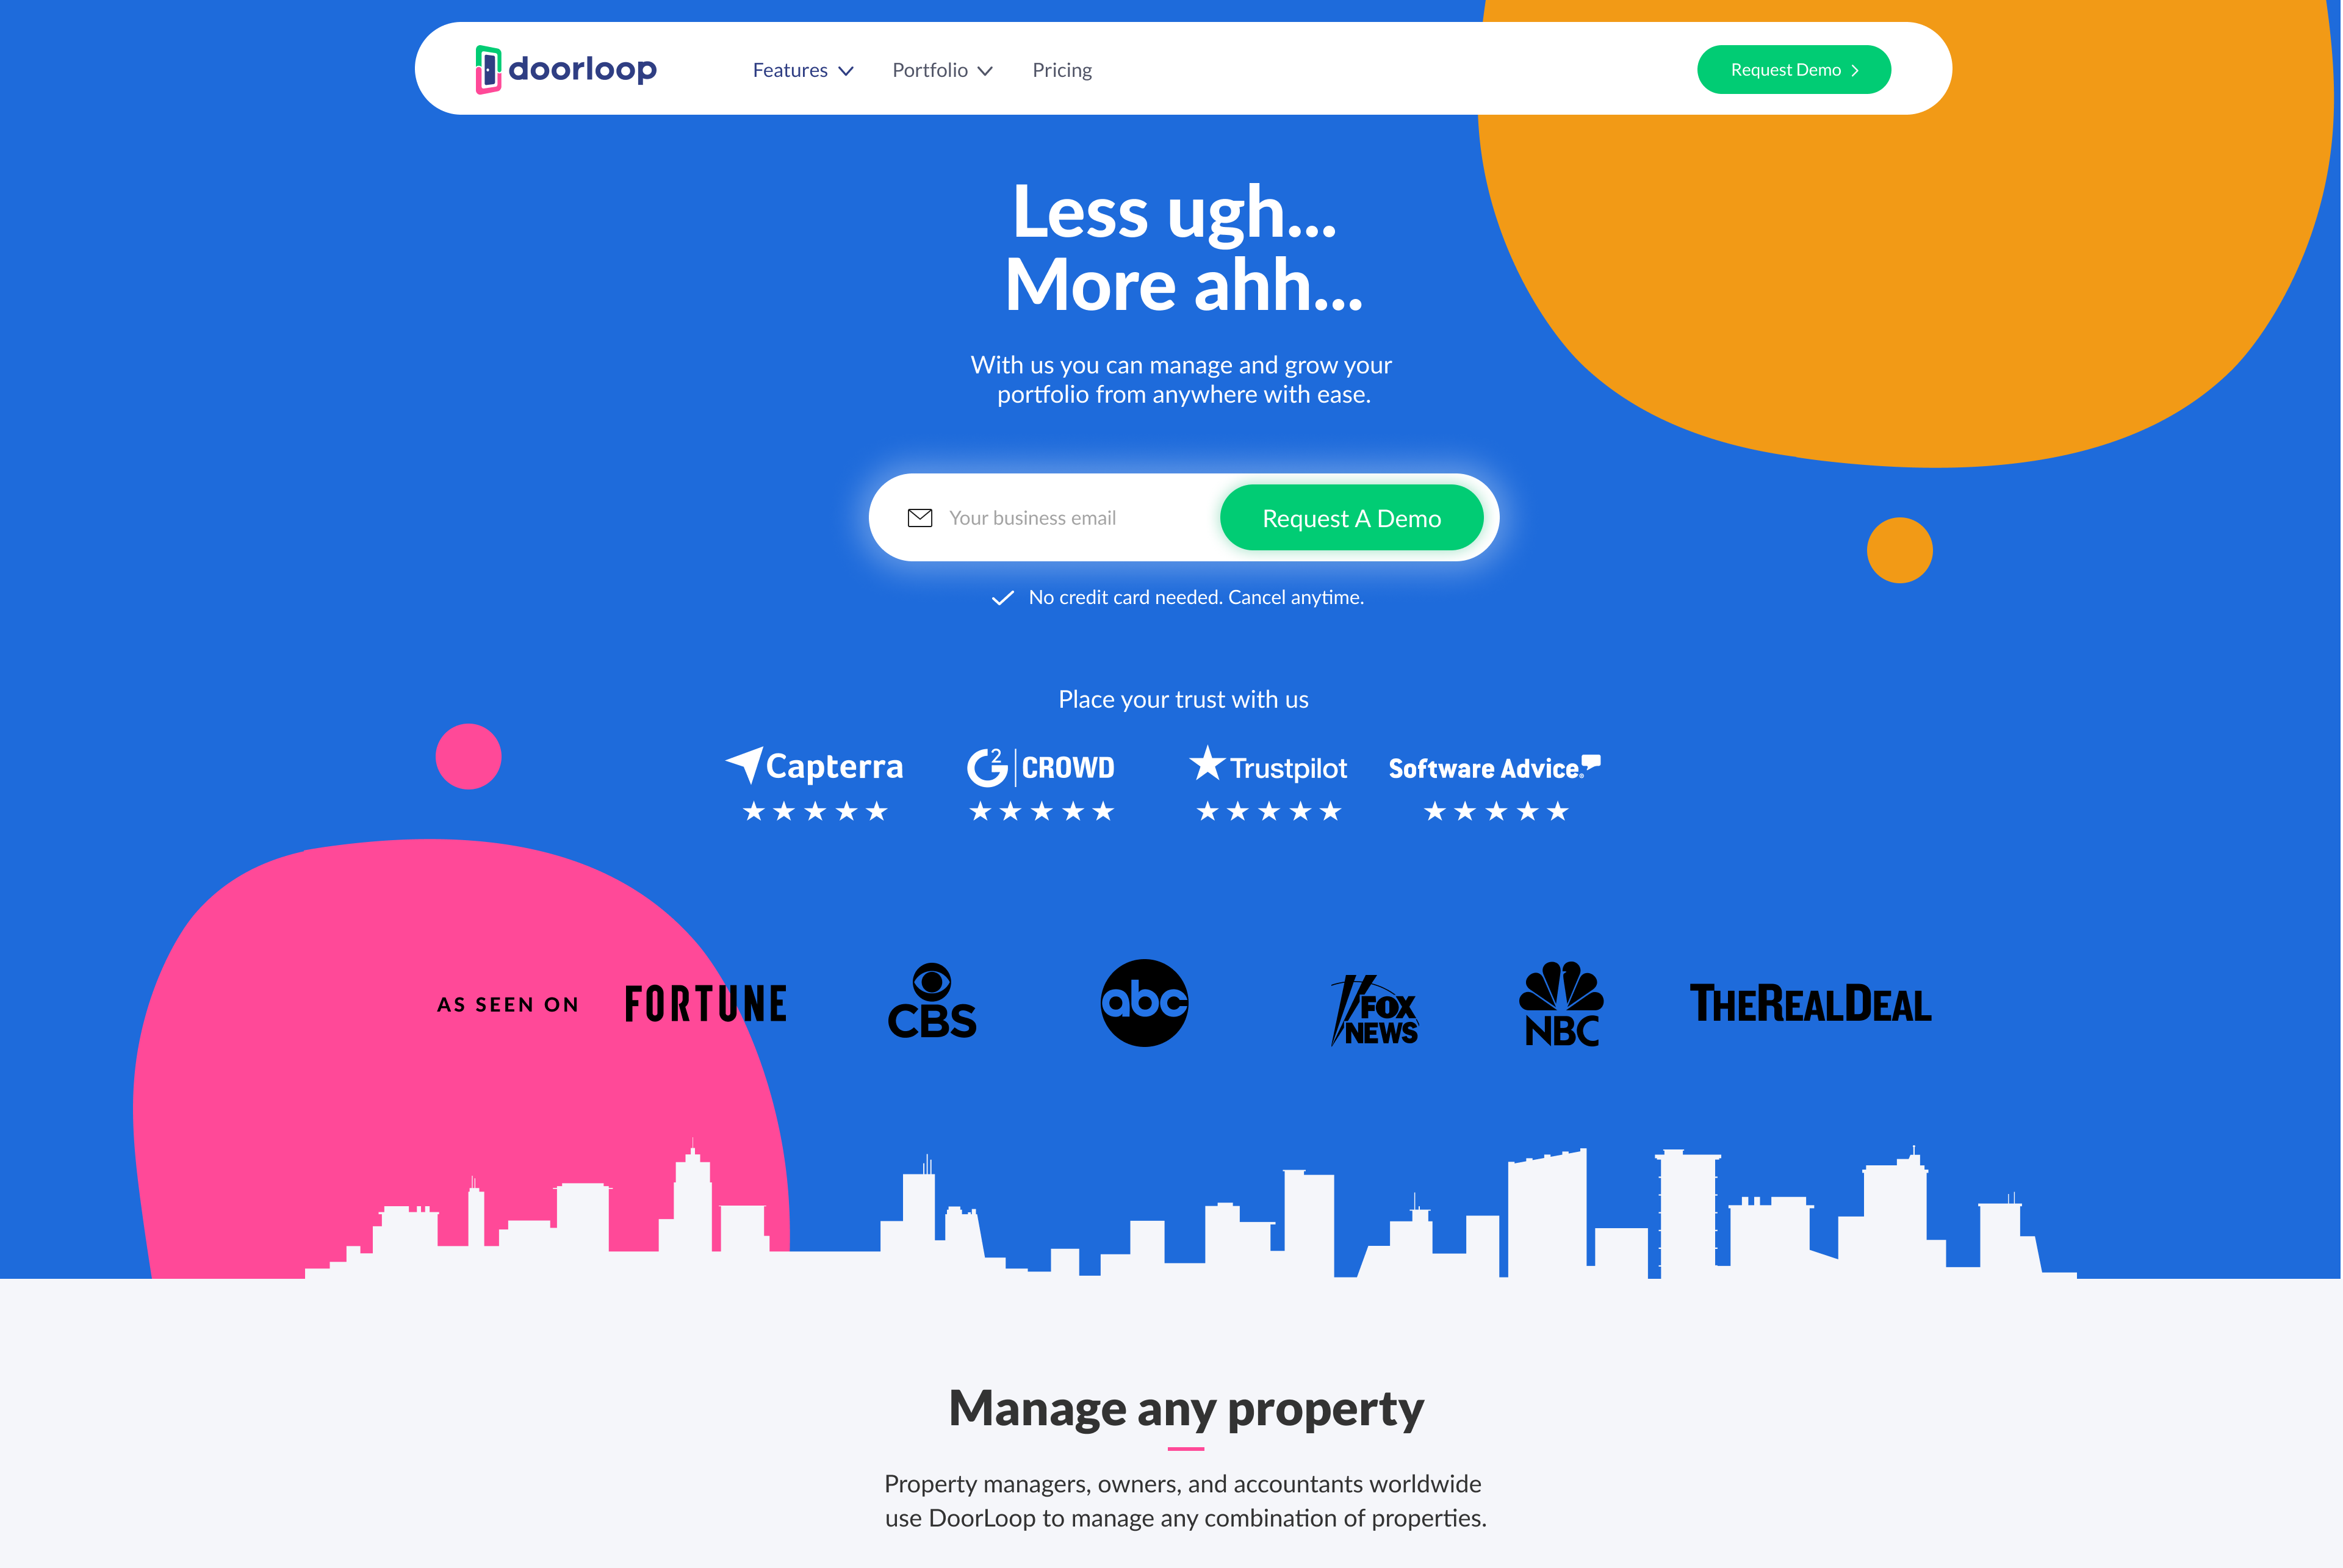 doorloop
Features
Portfolio
Pricing
Request Demo
Less ugh...
More ahh...
With us you can manage and grow your
portfolio from anywhere with ease.
Your business email
Request A Demo
No credit card needed. Cancel anytime.
Place your trust with us
Capterra
G2 CROWD
Trustpilot
Software Advice®
AS SEEN ON
FORTUNE
CBS
abc
FOX
NEWS
NBC
THEREALDEAL
Manage any property
Property managers, owners, and accountants worldwide
use DoorLoop to manage any combination of properties.